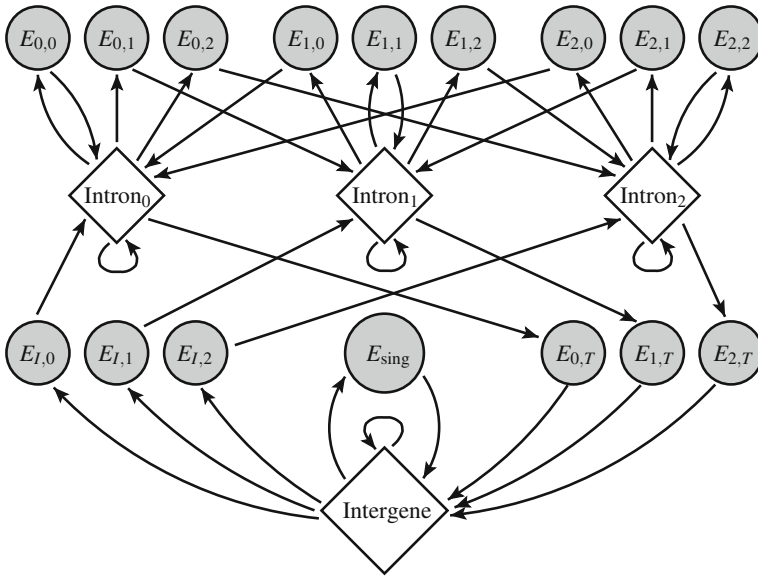 E0,0 E0,1 E0,2 E1,0 E1,1 E1,2 E2,0 E2,1 E2,2
Intron0 Intron1 Intron2
EI,0 EI,1 EI,2 Esing E0,T E1,T E2,T
Intergene